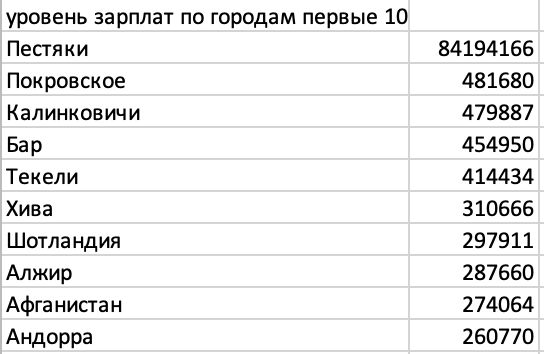 уровень зарплат по городам первые 10
Пестяки 84194166
Покровское 481680
Калинковичи 479887
Бар 454950
Текели 414434
Хива 310666
Шотландия 297911
Алжир 287660
Афганистан 274064
Андорра 260770